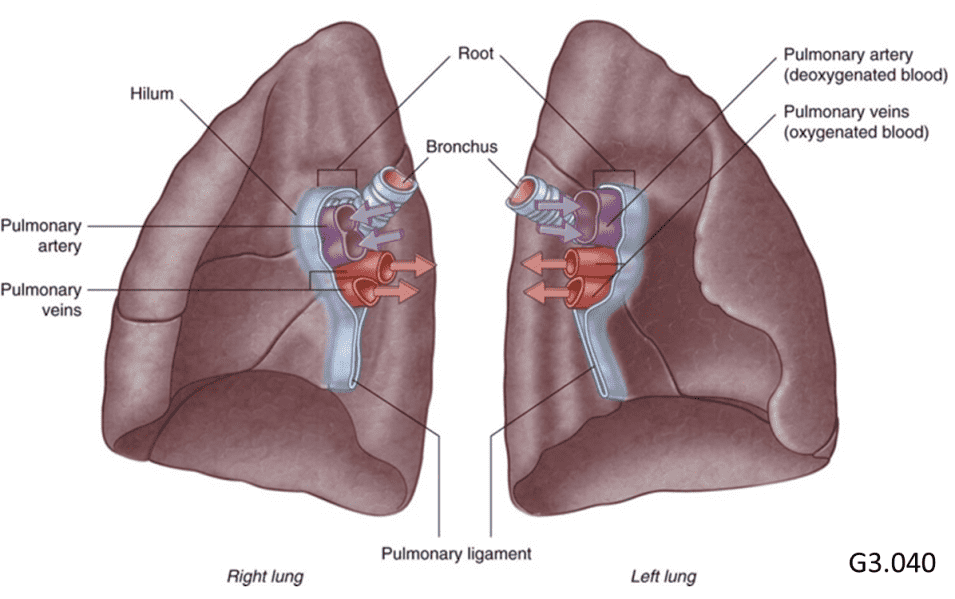 Root
Pulmonary artery
(deoxygenated blood)
Hilum
Pulmonary veins
(oxygenated blood)
Bronchus
Pulmonary
artery
Pulmonary
veins
Pulmonary ligament
Right lung
Left lung
G3.040